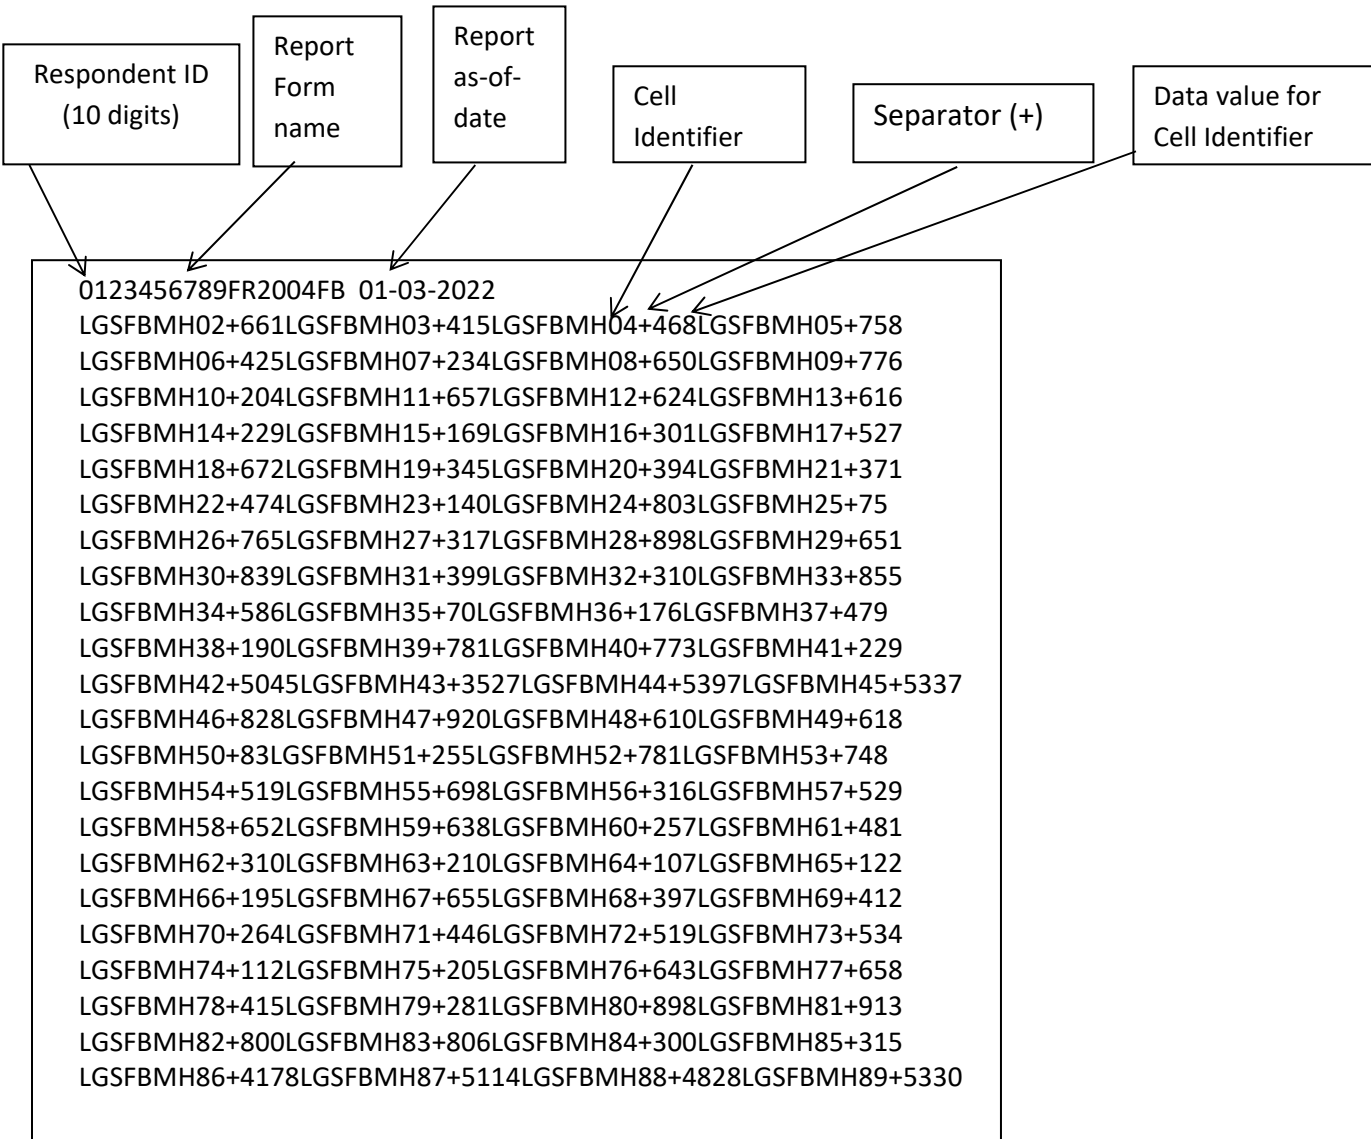 Respondent ID
(10 digits)
Report
Form
name
Report
as-of-
date
Cell
Identifier
Separator (+)
Data value for
Cell Identifier
0123456789FR2004FB 01-03-2022
LGSFBMH02+661LGSFBMH03+415LGSFBMH04+468LGSFBMH05+758
LGSFBMH06+425LGSFBMH07+234LGSFBMH08+650LGSFBMH09+776
LGSFBMH10+204LGSFBMH11+657LGSFBMH12+624LGSFBMH13+616
LGSFBMH14+229LGSFBMH15+169LGSFBMH16+301LGSFBMH17+527
LGSFBMH18+672LGSFBMH19+345LGSFBMH20+394LGSFBMH21+371
LGSFBMH22+474LGSFBMH23+140LGSFBMH24+803LGSFBMH25+75
LGSFBMH26+765LGSFBMH27+317LGSFBMH28+898LGSFBMH29+651
LGSFBMH30+839LGSFBMH31+399LGSFBMH32+310LGSFBMH33+855
LGSFBMH34+586LGSFBMH35+70LGSFBMH36+176LGSFBMH37+479
LGSFBMH38+190LGSFBMH39+781LGSFBMH40+773LGSFBMH41+229
LGSFBMH42+5045LGSFBMH43+3527LGSFBMH44+5397LGSFBMH45+5337
LGSFBMH46+828LGSFBMH47+920LGSFBMH48+610LGSFBMH49+618
LGSFBMH50+83LGSFBMH51+255LGSFBMH52+781LGSFBMH53+748
LGSFBMH54+519LGSFBMH55+698LGSFBMH56+316LGSFBMH57+529
LGSFBMH58+652LGSFBMH59+638LGSFBMH60+257LGSFBMH61+481
LGSFBMH62+310LGSFBMH63+210LGSFBMH64+107LGSFBMH65+122
LGSFBMH66+195LGSFBMH67+655LGSFBMH68+397LGSFBMH69+412
LGSFBMH70+264LGSFBMH71+446LGSFBMH72+519LGSFBMH73+534
LGSFBMH74+112LGSFBMH75+205LGSFBMH76+643LGSFBMH77+658
LGSFBMH78+415LGSFBMH79+281LGSFBMH80+898LGSFBMH81+913
LGSFBMH82+800LGSFBMH83+806LGSFBMH84+300LGSFBMH85+315
LGSFBMH86+4178LGSFBMH87+5114LGSFBMH88+4828LGSFBMH89+5330